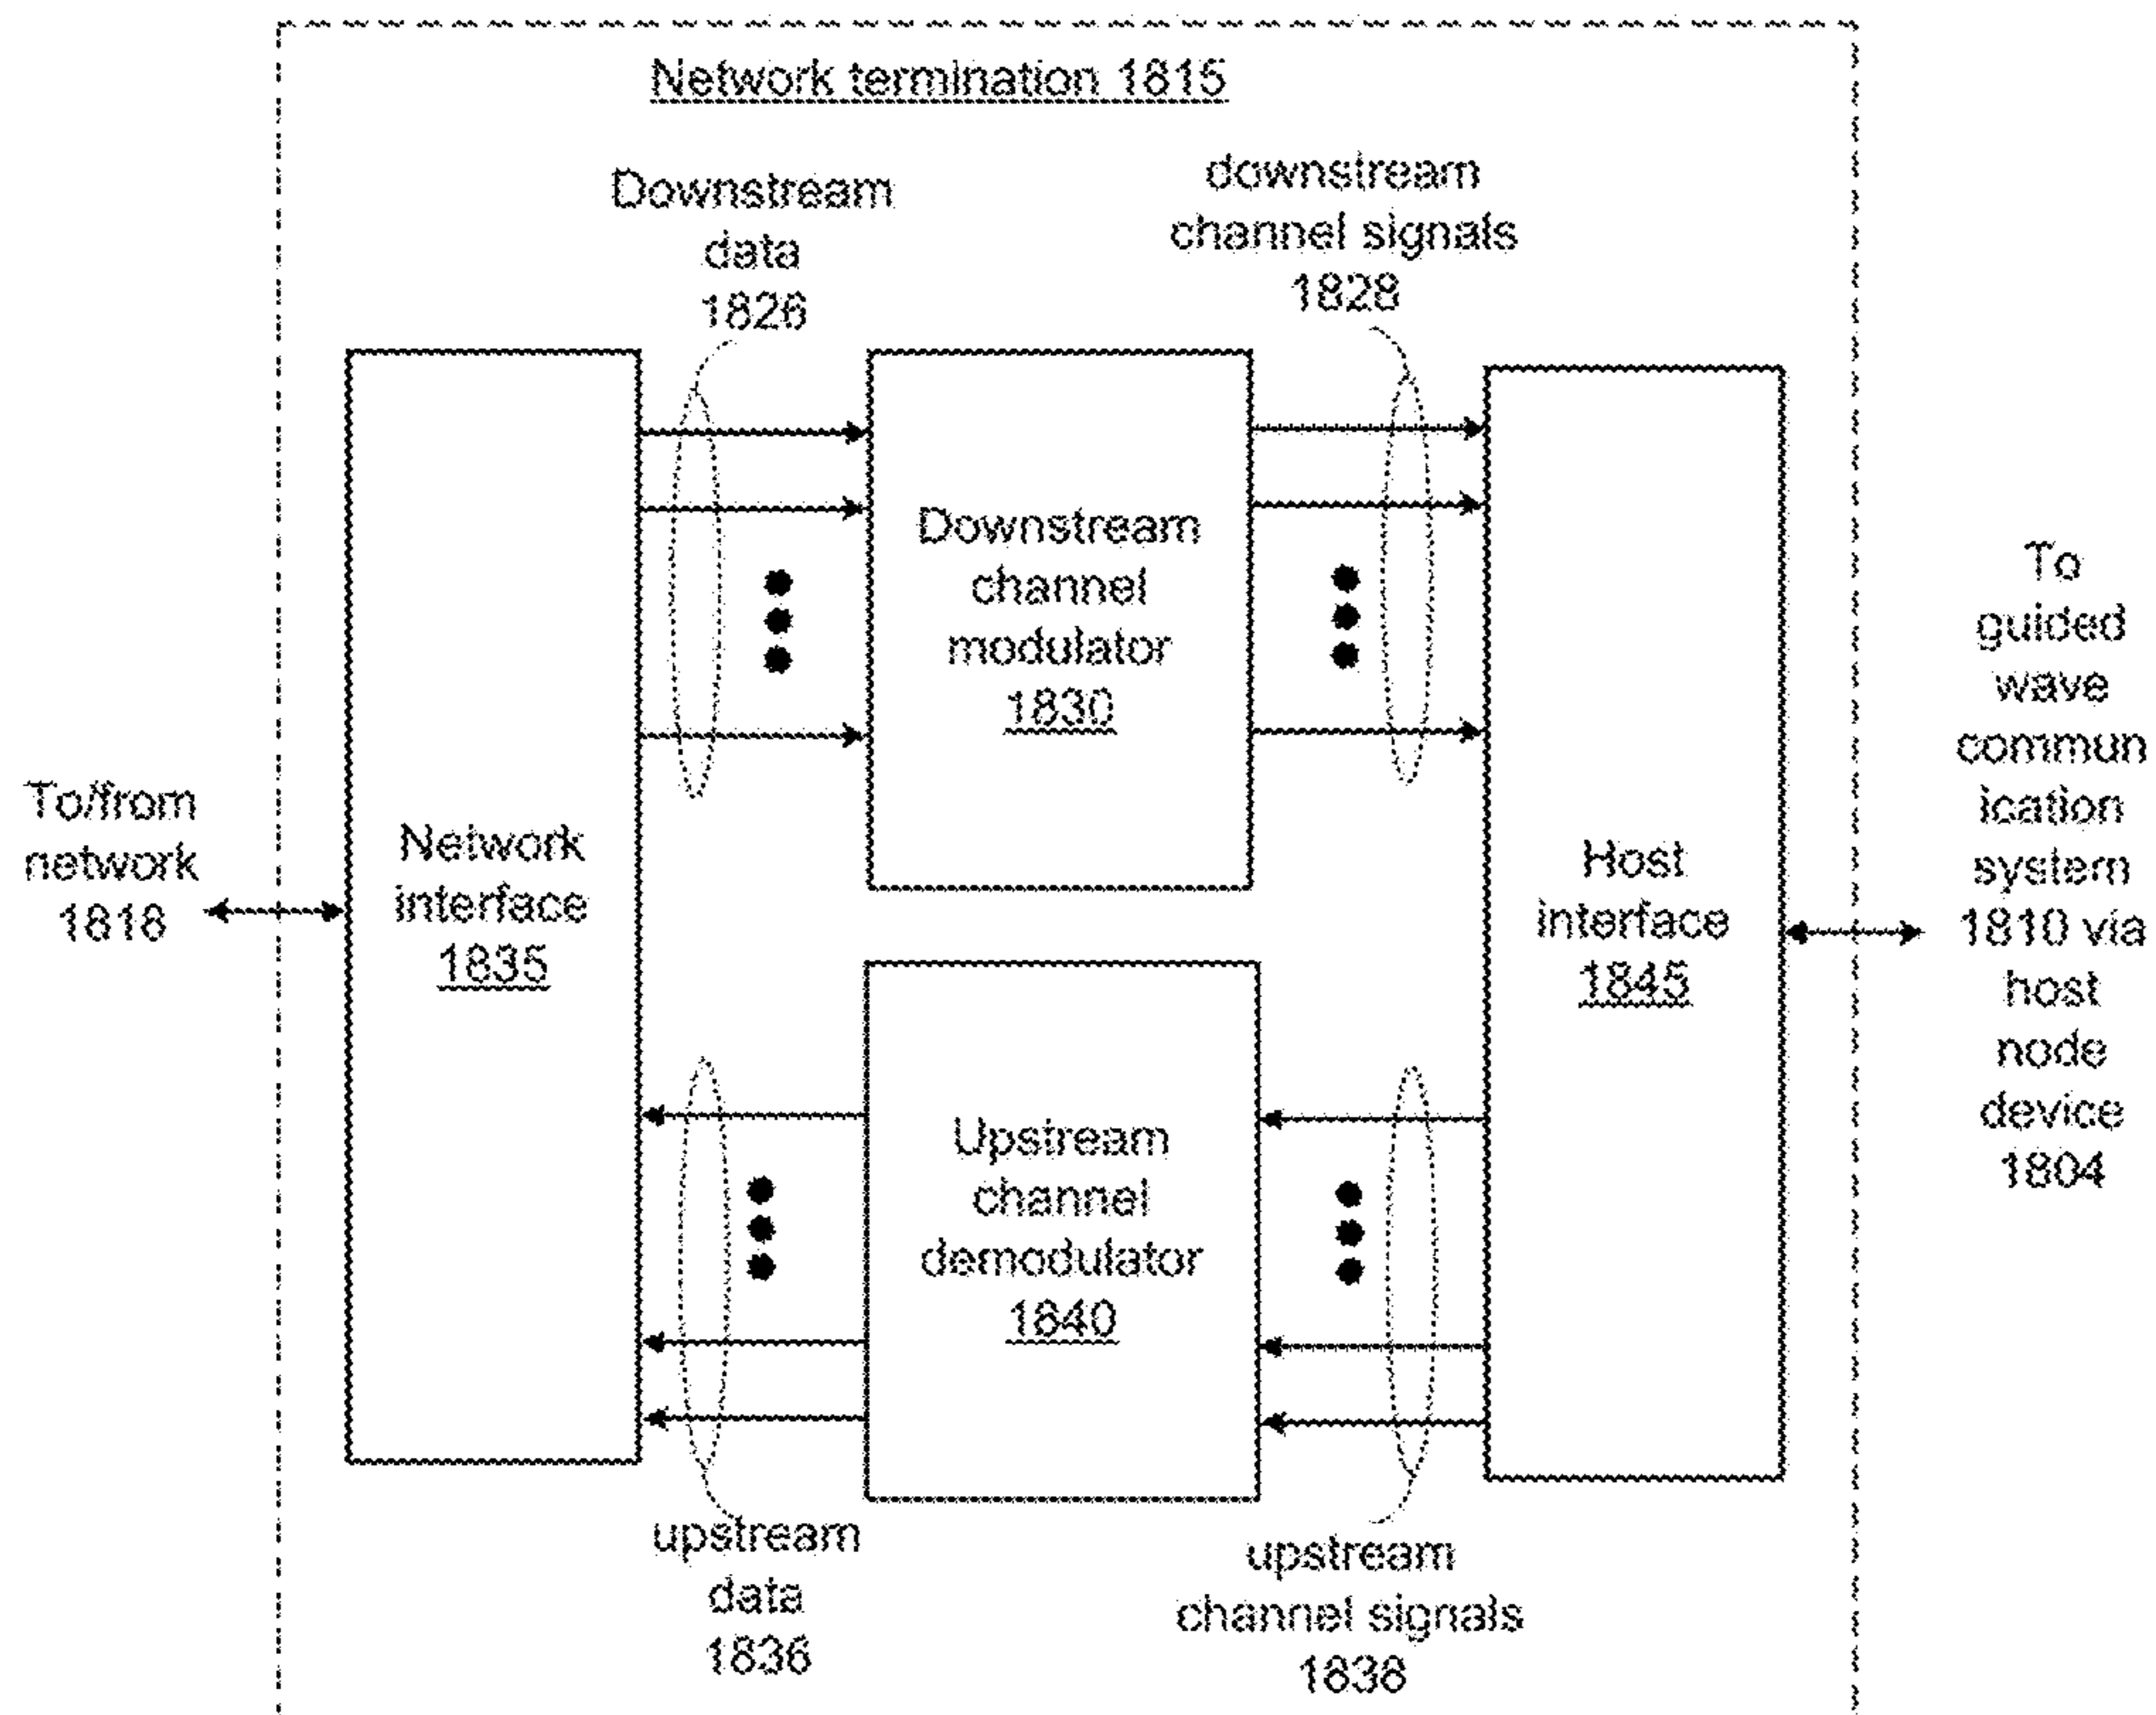 Network termination 1815
Downstream
data
1826
downstream
channel signals
1828
Downstream
channel
modulator
1830
To/from
network
1818
Network
interface
1835
Host
interface
1845
To
guided
wave
commun
ication
system
1810 via
host
node
device
1804
Upstream
channel
demodulator
1840
upstream
data
1836
upstream
channel signals
1838